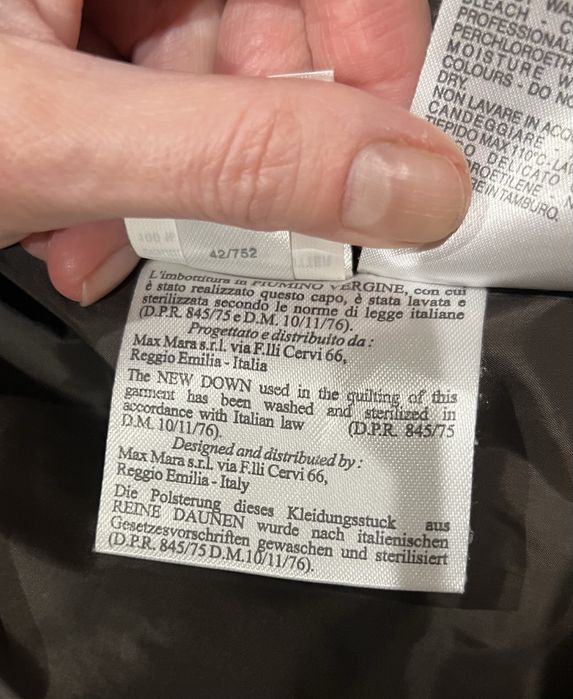 BLEACH - C
PROFESSIONAL
PERCHLOROETH
MOISTURE W
COLOURS - DO NO
DRY.
NON LAVARE IN ACQU
CANDEGGIARE
TIEPIDO MAX 110°C - LAV
DELICATO
ROETILENE
IN TAMBURO.
42/752
L'imbottitura in PIUMINO VERGINE, con cui
è stato realizzato questo capo, è stata lavata e
sterilizzata secondo le norme di legge italiane
(D.P.R. 845/75 e D.M. 10/11/76).
Progettato e distribuito da :
Max Mara s.r.l. via F.lli Cervi 66,
Reggio Emilia - Italia
The NEW DOWN used in the quilting of this
garment has been washed and sterilized in
accordance with Italian law (D.P.R. 845/75
D.M. 10/11/76).
Designed and distributed by :
Max Mara s.r.l. via F.lli Cervi 66,
Reggio Emilia - Italy
Die Polsterung dieses Kleidungsstuck aus
REINE DAUNEN wurde nach italienischen
Gesetzesvorschriften gewaschen und sterilisiert
(D.P.R. 845/75 D.M. 10/11/76).